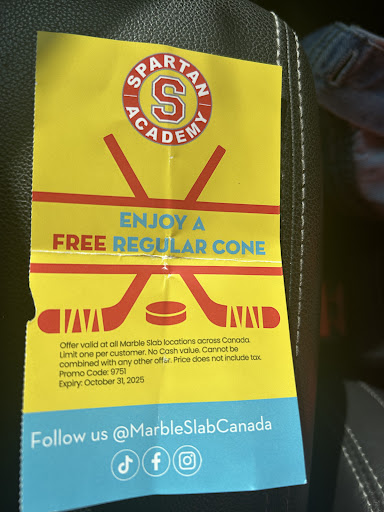 SPARTAN
S
ACADEMY
ENJOY A
FREE REGULAR CONE
Offer valid at all Marble Slab locations across Canada.
Limit one per customer. No Cash value. Cannot be
combined with any other offer. Price does not include tax.
Promo Code: 9751
Expiry: October 31, 2025
Follow us @MarbleSlabCanada